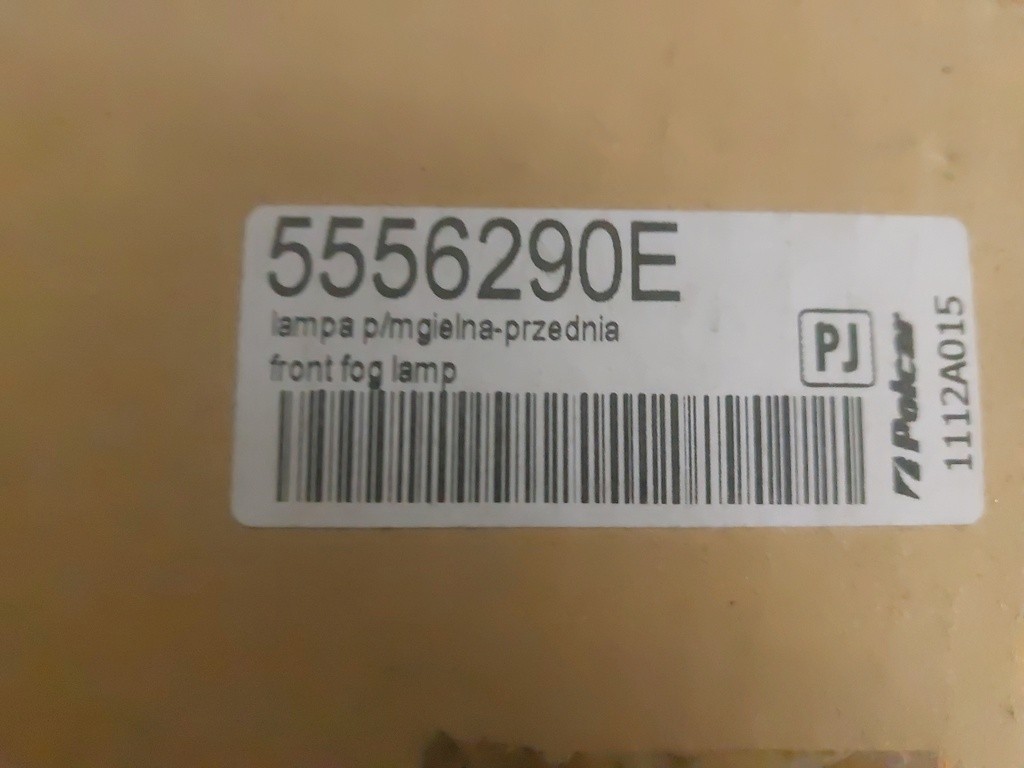 5556290E
lampa p/mgielna-przednia
front fog lamp
PJ
Polcar
1112A015